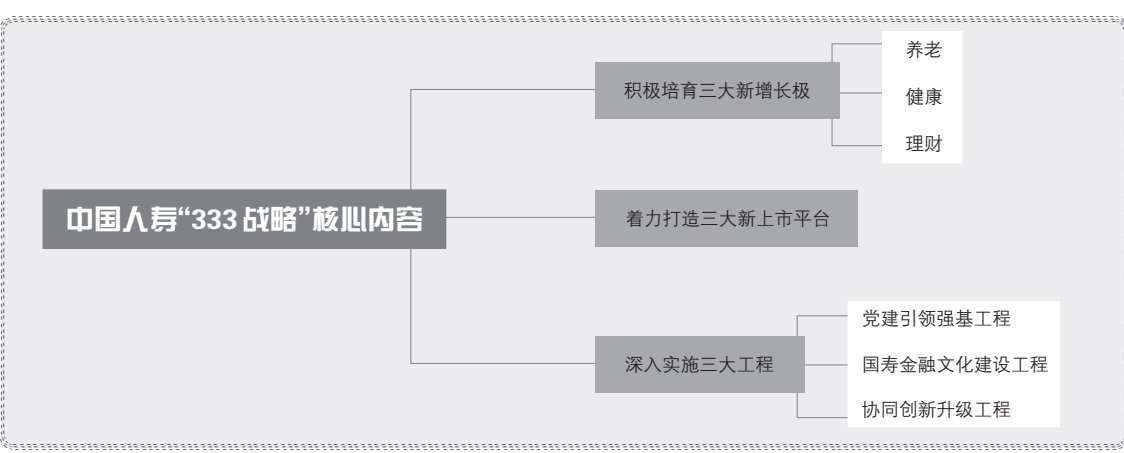 中国人寿“333战略”核心内容
积极培育三大新增长极
养老
健康
理财
着力打造三大新上市平台
深入实施三大工程
党建引领强基工程
国寿金融文化建设工程
协同创新升级工程